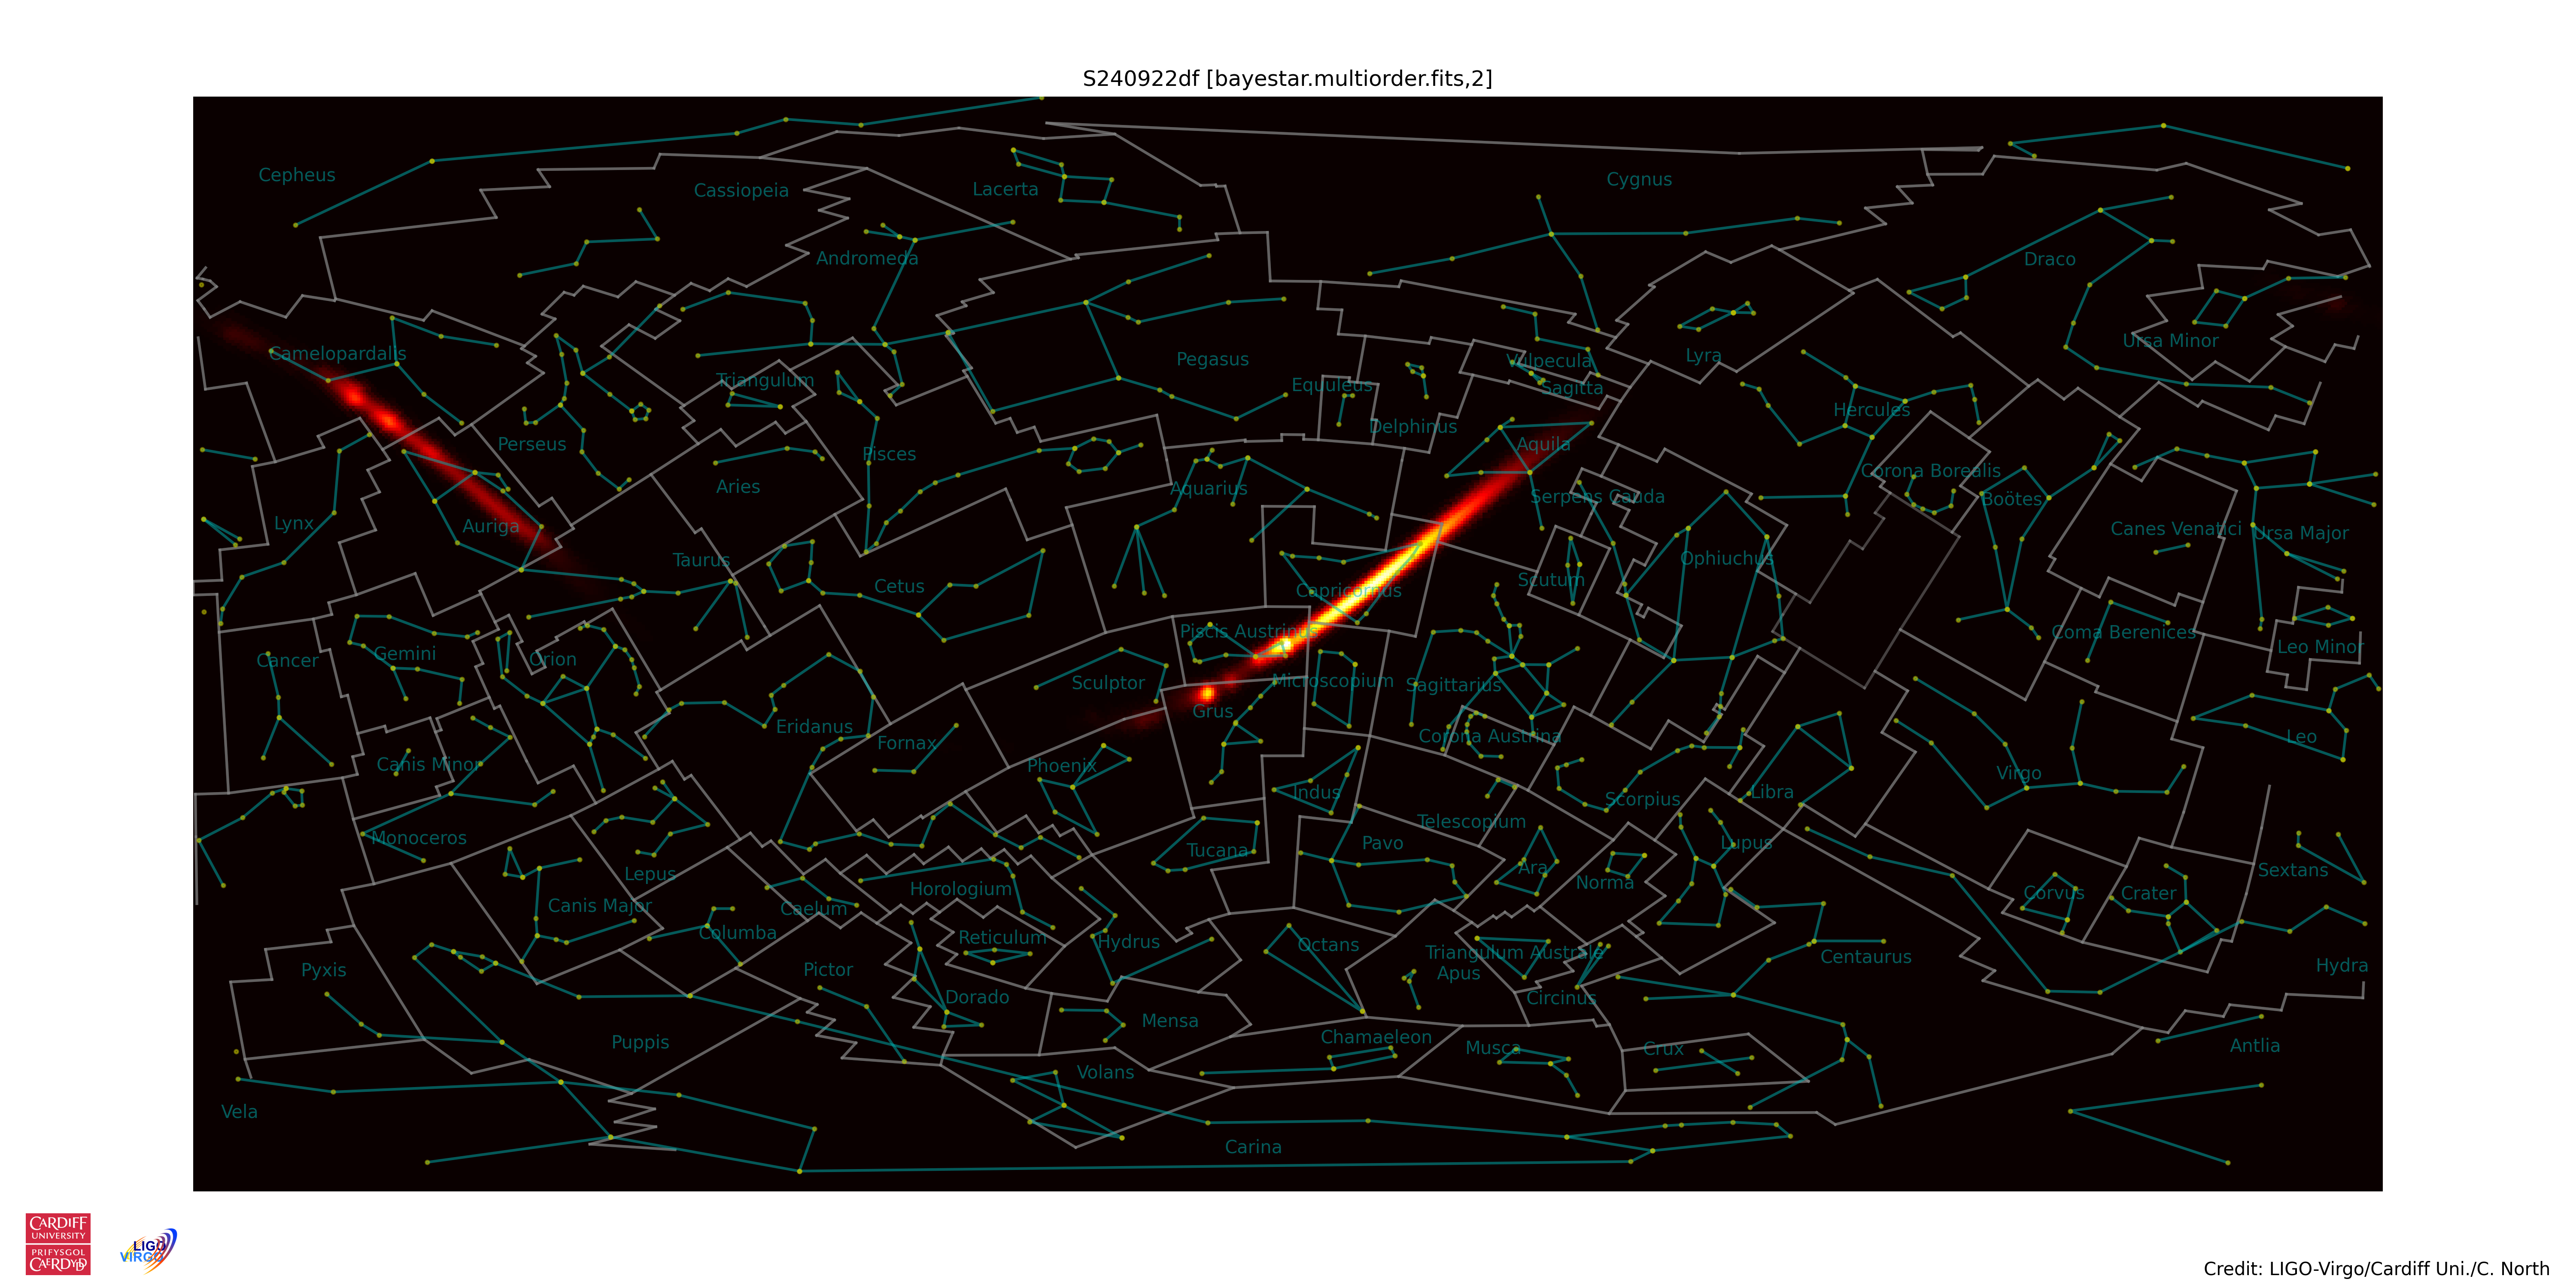 S240922df [bayestar.multiorder.fits,2]
Cepheus
Cassiopeia
Lacerta
Cygnus
Andromeda
Draco
Camelopardalis
Triangulum
Pegasus
Equuleus
Vulpecula
Sagitta
Lyra
Ursa Minor
Perseus
Pisces
Delphinus
Aquila
Hercules
Aries
Aquarius
Serpens Cauda
Corona Borealis
Boötes
Lynx
Auriga
Taurus
Cetus
Capricornus
Scutum
Ophiuchus
Canes Venatici
Ursa Major
Cancer
Gemini
Orion
Piscis Austrinus
Coma Berenices
Leo Minor
Sculptor
Microscopium
Sagittarius
Grus
Eridanus
Fornax
Corona Austrina
Leo
Canis Minor
Phoenix
Indus
Scorpius
Libra
Virgo
Monoceros
Telescopium
Tucana
Pavo
Lupus
Lepus
Horologium
Ara
Norma
Corvus
Crater
Sextans
Canis Major
Caelum
Columba
Reticulum
Hydrus
Octans
Triangulum Australe
Centaurus
Pyxis
Pictor
Apus
Hydra
Dorado
Circinus
Mensa
Puppis
Chamaeleon
Musca
Crux
Antlia
Volans
Vela
Carina
CARDIFF
UNIVERSITY
PRIFYSGOL
CAERDYDD
LIGO
VIRGO
Credit: LIGO-Virgo/Cardiff Uni./C. North